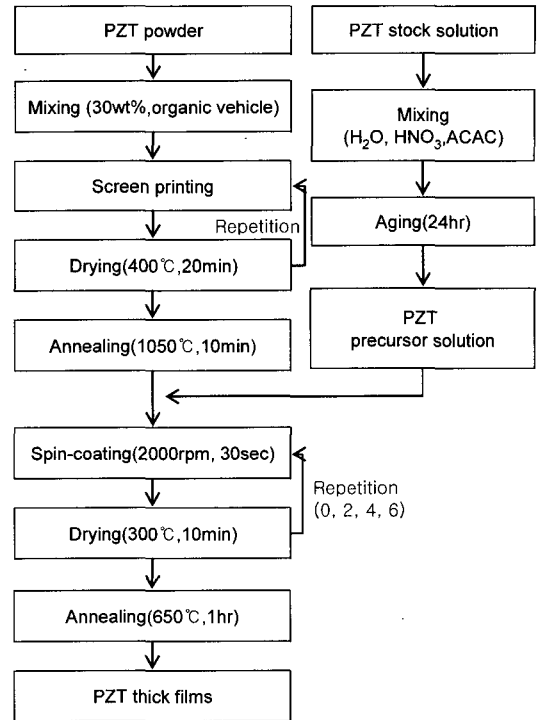 PZT powder
Mixing (30wt%,organic vehicle)
Screen printing
Repetition
Drying(400℃,20min)
Annealing(1050℃,10min)
PZT stock solution
Mixing
(H₂O, HNO₃,ACAC)
Aging(24hr)
PZT
precursor solution
Spin-coating(2000rpm, 30sec)
Repetition
(0, 2, 4, 6)
Drying(300℃,10min)
Annealing(650℃,1hr)
PZT thick films